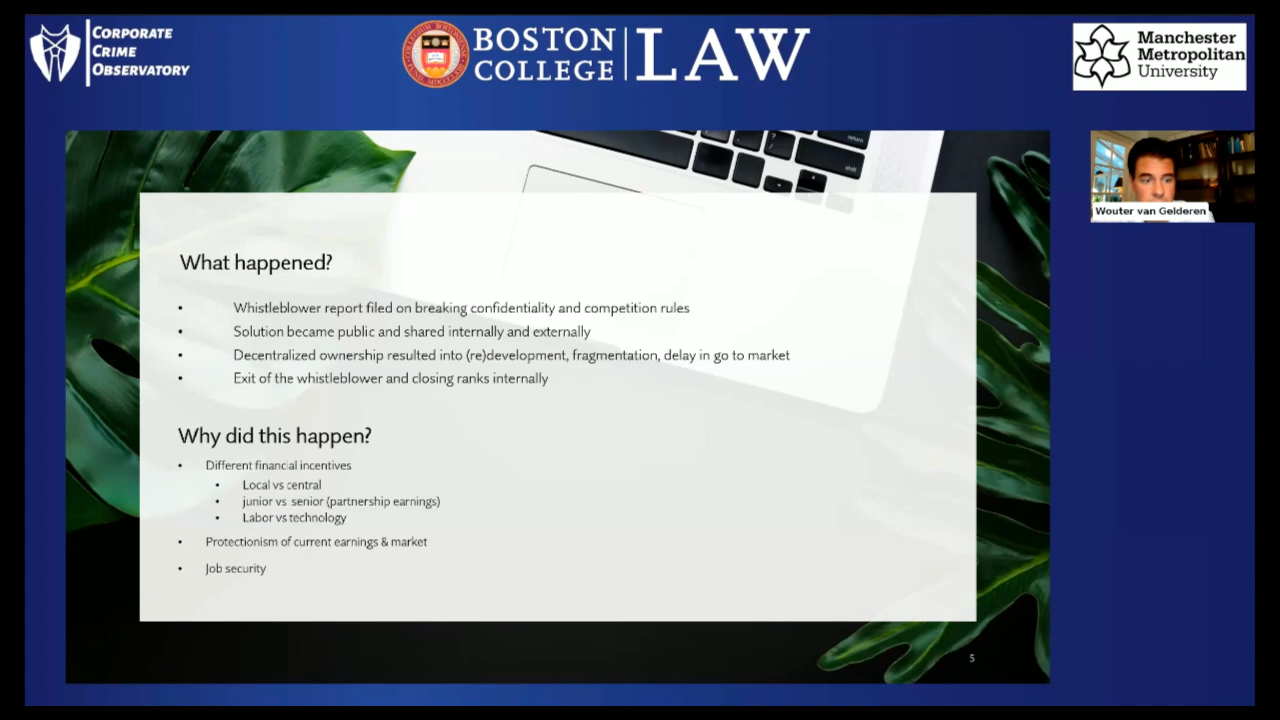 CORPORATE
CRIME
OBSERVATORY
BOSTON
COLLEGE
LAW
Manchester
Metropolitan
University
return
shift
?
/
Wouter van Gelderen
What happened?
• Whistleblower report filed on breaking confidentiality and competition rules
• Solution became public and shared internally and externally
• Decentralized ownership resulted into (re)development, fragmentation, delay in go to market
• Exit of the whistleblower and closing ranks internally
Why did this happen?
• Different financial incentives
• Local vs central
• junior vs senior (partnership earnings)
• Labor vs technology
• Protectionism of current earnings & market
• Job security
5